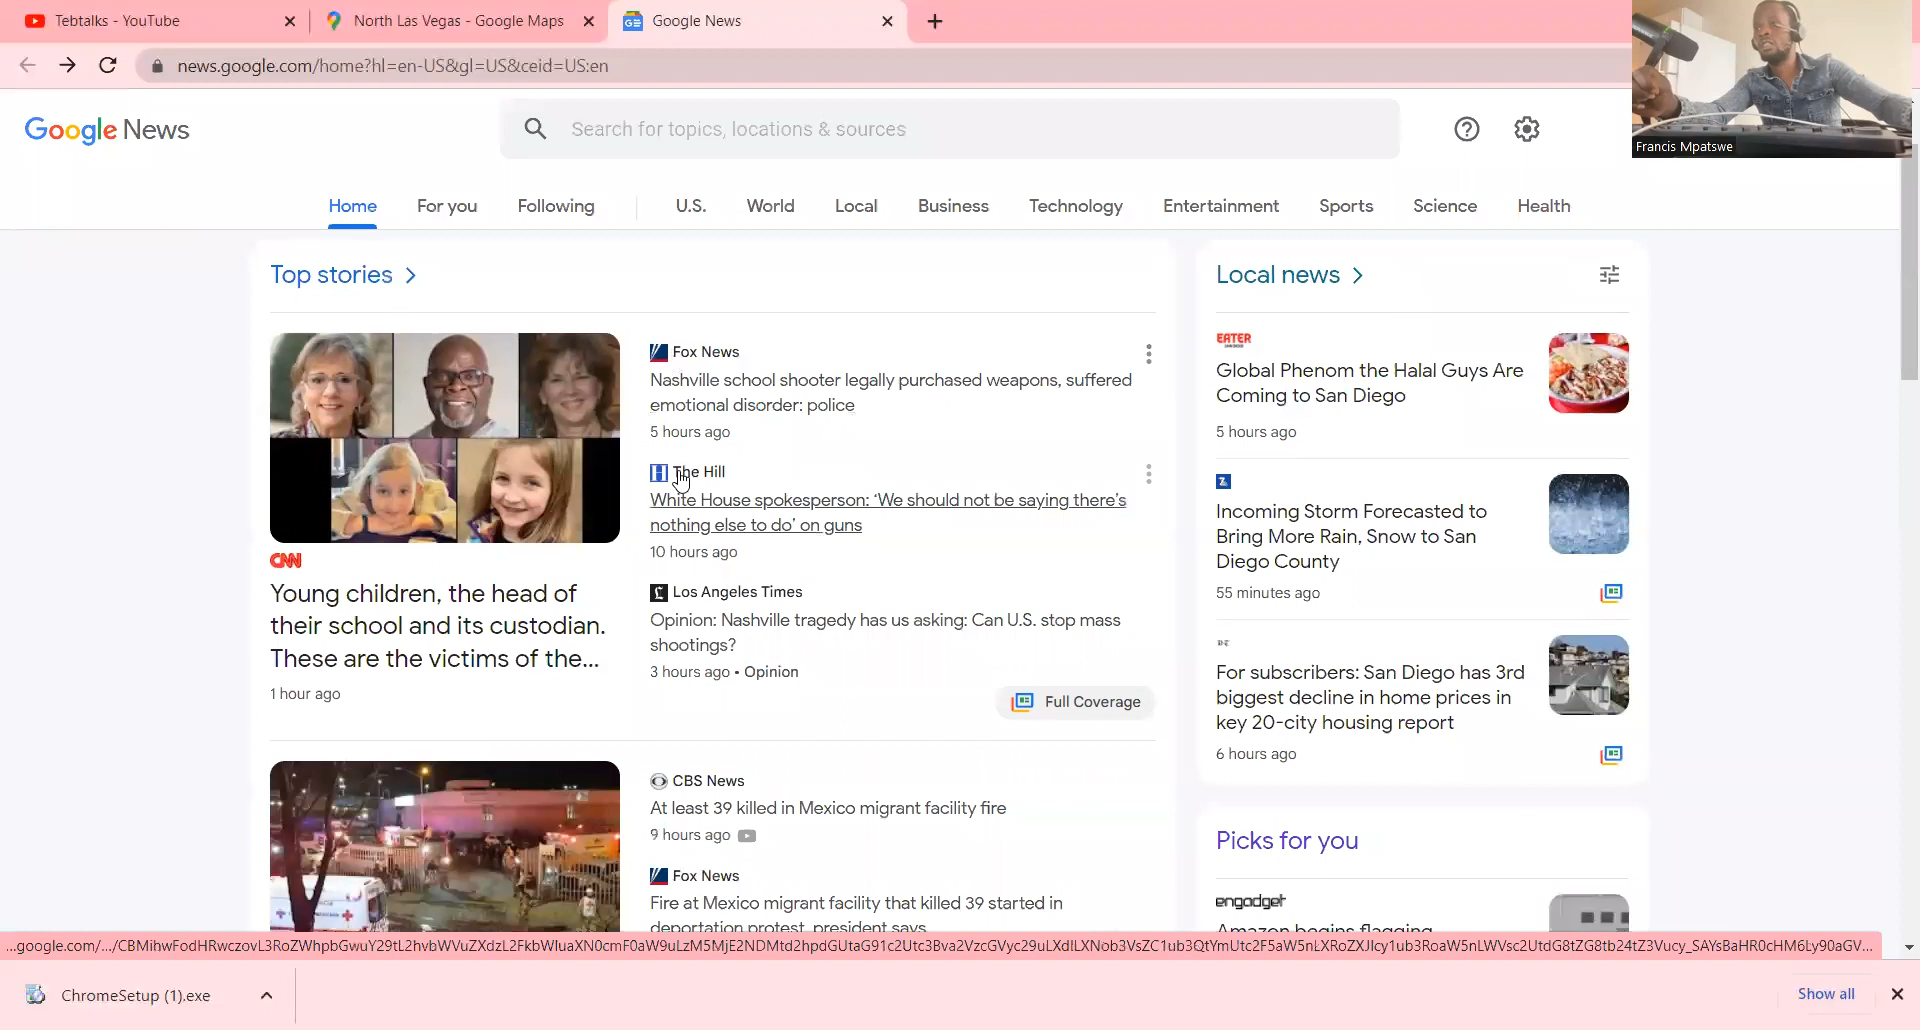 Tebtalks - YouTube
North Las Vegas - Google Maps
Google News
news.google.com/home?hl=en-US&gl=US&ceid=US:en
Francis Mpatswe
Google News
Search for topics, locations & sources
Home
For you
Following
U.S.
World
Local
Business
Technology
Entertainment
Sports
Science
Health
Top stories
CNN
Young children, the head of
their school and its custodian.
These are the victims of the...
1 hour ago
Fox News
Nashville school shooter legally purchased weapons, suffered
emotional disorder: police
5 hours ago
The Hill
White House spokesperson: ‘We should not be saying there’s
nothing else to do’ on guns
10 hours ago
Los Angeles Times
Opinion: Nashville tragedy has us asking: Can U.S. stop mass
shootings?
3 hours ago • Opinion
Full Coverage
CBS News
At least 39 killed in Mexico migrant facility fire
9 hours ago
Fox News
Fire at Mexico migrant facility that killed 39 started in
deportation protest, president says
Local news
EATER
Global Phenom the Halal Guys Are
Coming to San Diego
5 hours ago
Incoming Storm Forecasted to
Bring More Rain, Snow to San
Diego County
55 minutes ago
For subscribers: San Diego has 3rd
biggest decline in home prices in
key 20-city housing report
6 hours ago
Picks for you
engadget
Amazon begins flagging
ChromeSetup (1).exe
Show all